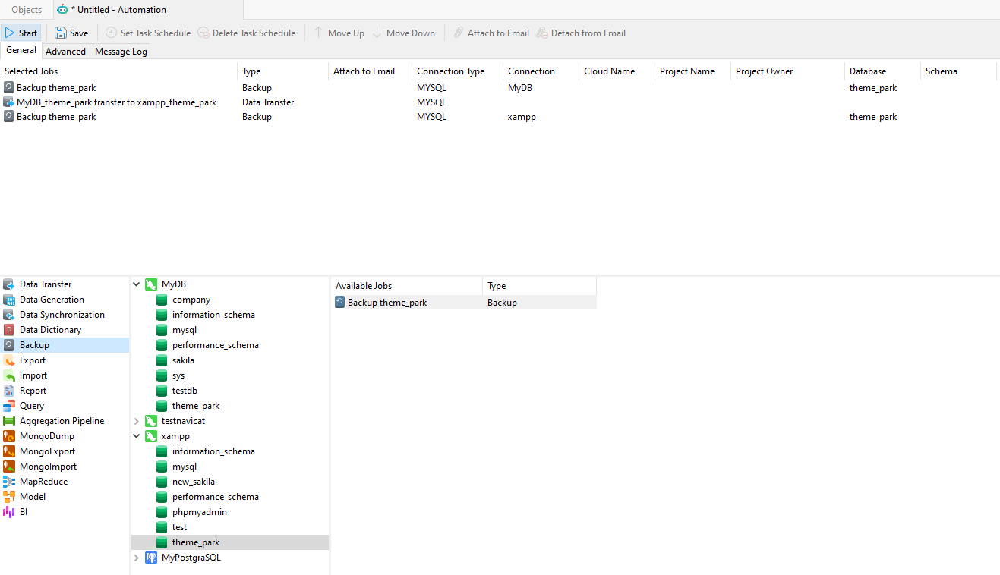 Objects * Untitled - Automation
Start Save Set Task Schedule Delete Task Schedule Move Up Move Down Attach to Email Detach from Email
General Advanced Message Log
Selected Jobs Type Attach to Email Connection Type Connection Cloud Name Project Name Project Owner Database Schema
Backup theme_park Backup MYSQL MyDB theme_park
MyDB_theme_park transfer to xampp_theme_park Data Transfer MYSQL
Backup theme_park Backup MYSQL xampp theme_park
Data Transfer
Data Generation
Data Synchronization
Data Dictionary
Backup
Export
Import
Report
Query
Aggregation Pipeline
MongoDump
MongoExport
MongoImport
MapReduce
Model
BI
MyDB
company
information_schema
mysql
performance_schema
sakila
sys
testdb
theme_park
testnavicat
xampp
information_schema
mysql
new_sakila
performance_schema
phpmyadmin
test
theme_park
MyPostgraSQL
Available Jobs Type
Backup theme_park Backup